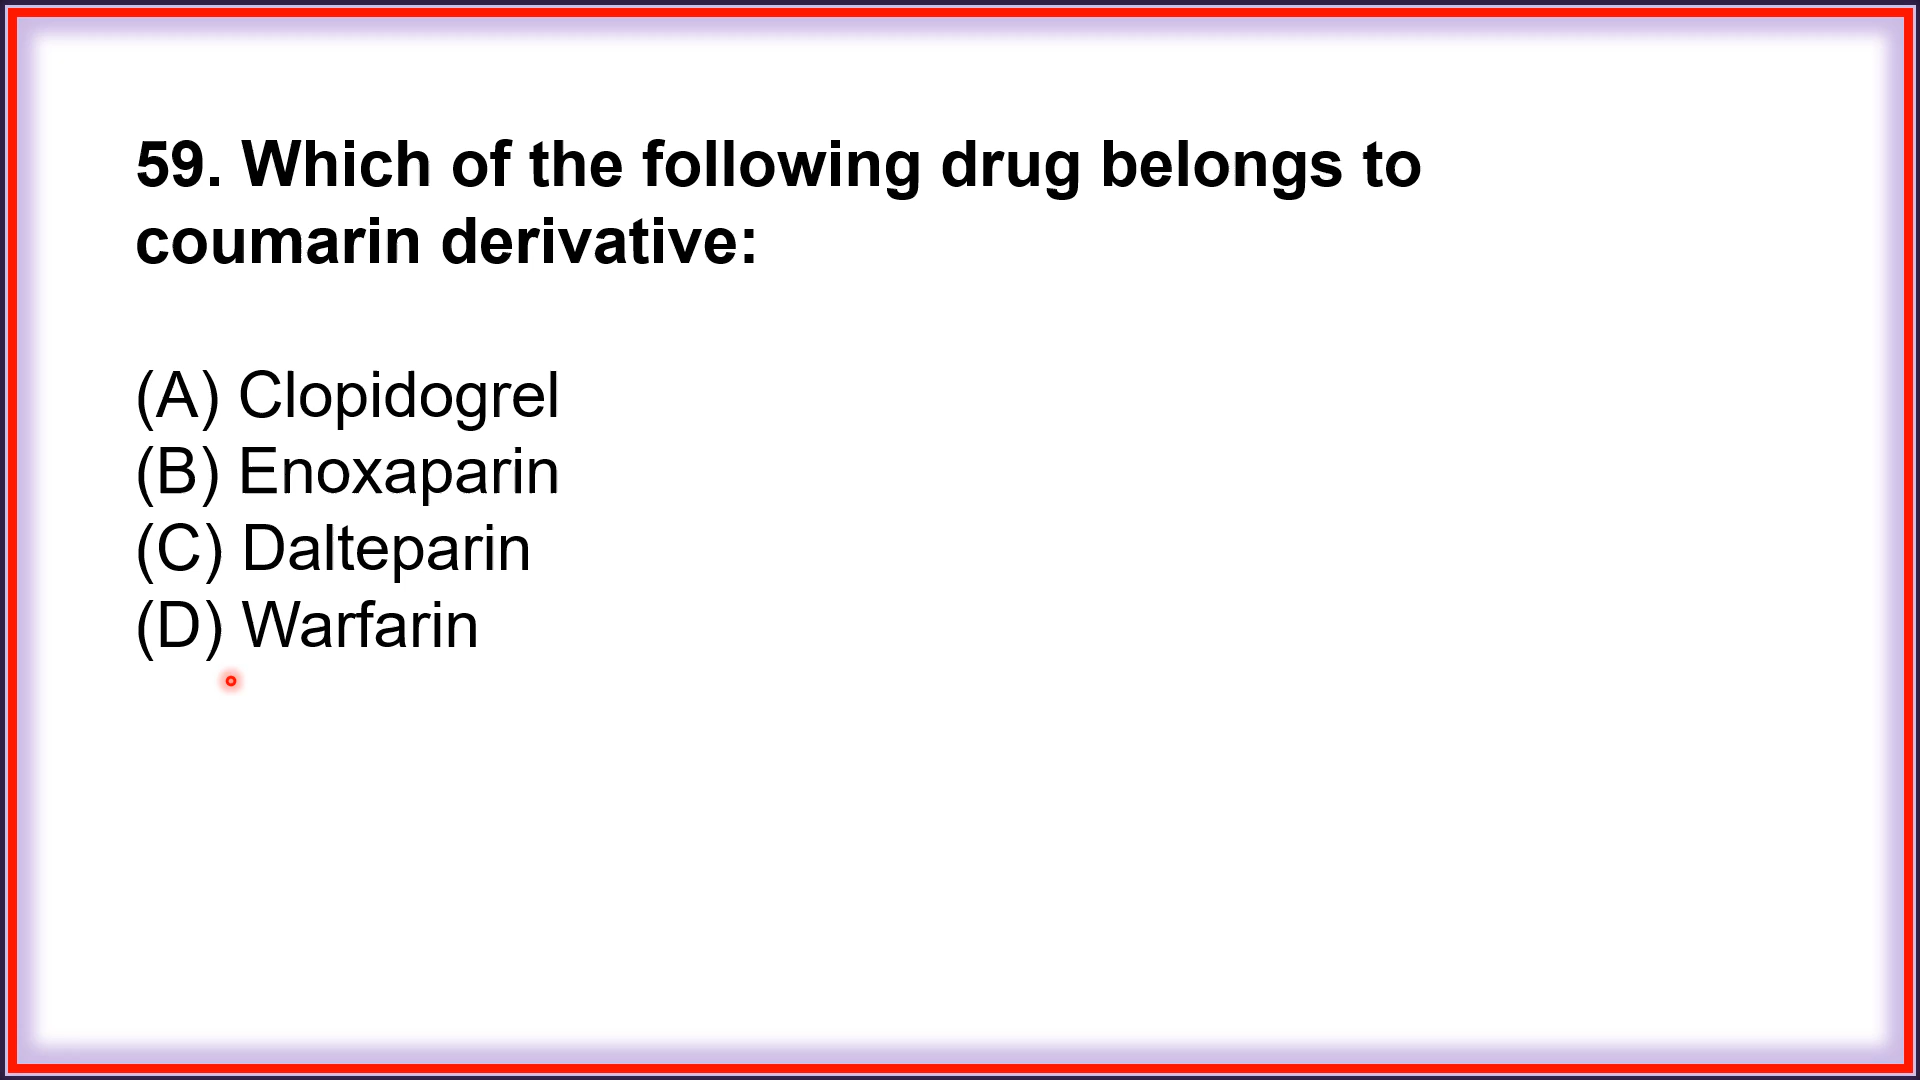 59. Which of the following drug belongs to
coumarin derivative:
(A) Clopidogrel
(B) Enoxaparin
(C) Dalteparin
(D) Warfarin